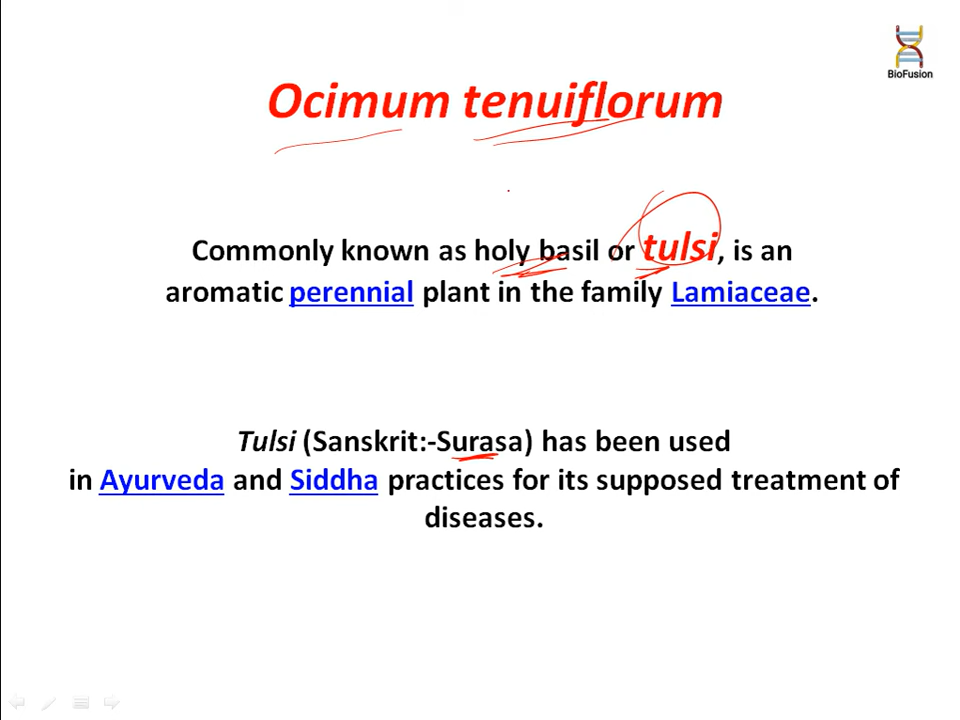 BioFusion
Ocimum tenuiflorum
Commonly known as holy basil or tulsi, is an
aromatic perennial plant in the family Lamiaceae.
Tulsi (Sanskrit:-Surasa) has been used
in Ayurveda and Siddha practices for its supposed treatment of
diseases.